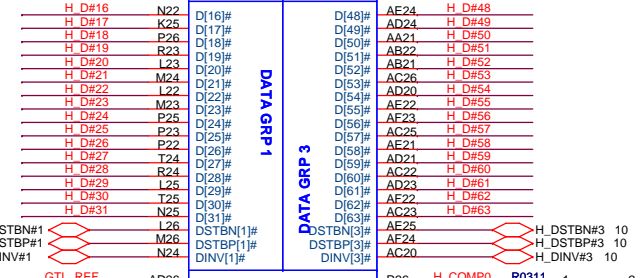 H_D#16 N22 D[16]# D[48]# AE24 H_D#48
H_D#17 K25 D[17]# D[49]# AD24 H_D#49
H_D#18 P26 D[18]# D[50]# AA21 H_D#50
H_D#19 R23 D[19]# D[51]# AB22 H_D#51
H_D#20 L23 D[20]# D[52]# AB21 H_D#52
H_D#21 M24 D[21]# D[53]# AC26 H_D#53
H_D#22 L22 D[22]# D[54]# AD20 H_D#54
H_D#23 M23 D[23]# D[55]# AE22 H_D#55
H_D#24 P25 D[24]# D[56]# AF23 H_D#56
H_D#25 P23 D[25]# D[57]# AC25 H_D#57
H_D#26 P22 D[26]# D[58]# AE21 H_D#58
H_D#27 T24 D[27]# D[59]# AD21 H_D#59
H_D#28 R24 D[28]# D[60]# AC22 H_D#60
H_D#29 L25 D[29]# D[61]# AD23 H_D#61
H_D#30 T25 D[30]# D[62]# AF22 H_D#62
H_D#31 N25 D[31]# D[63]# AC23 H_D#63
STBN#1 L26 DSTBN[1]# DSTBN[3]# AE25 H_DSTBN#3 10
STBP#1 M26 DSTBP[1]# DSTBP[3]# AF24 H_DSTBP#3 10
DINV#1 N24 DINV[1]# DINV[3]# AC20 H_DINV#3 10
DATA GRP 1
DATA GRP 3
GTL_REF H_COMP0 R0311 1